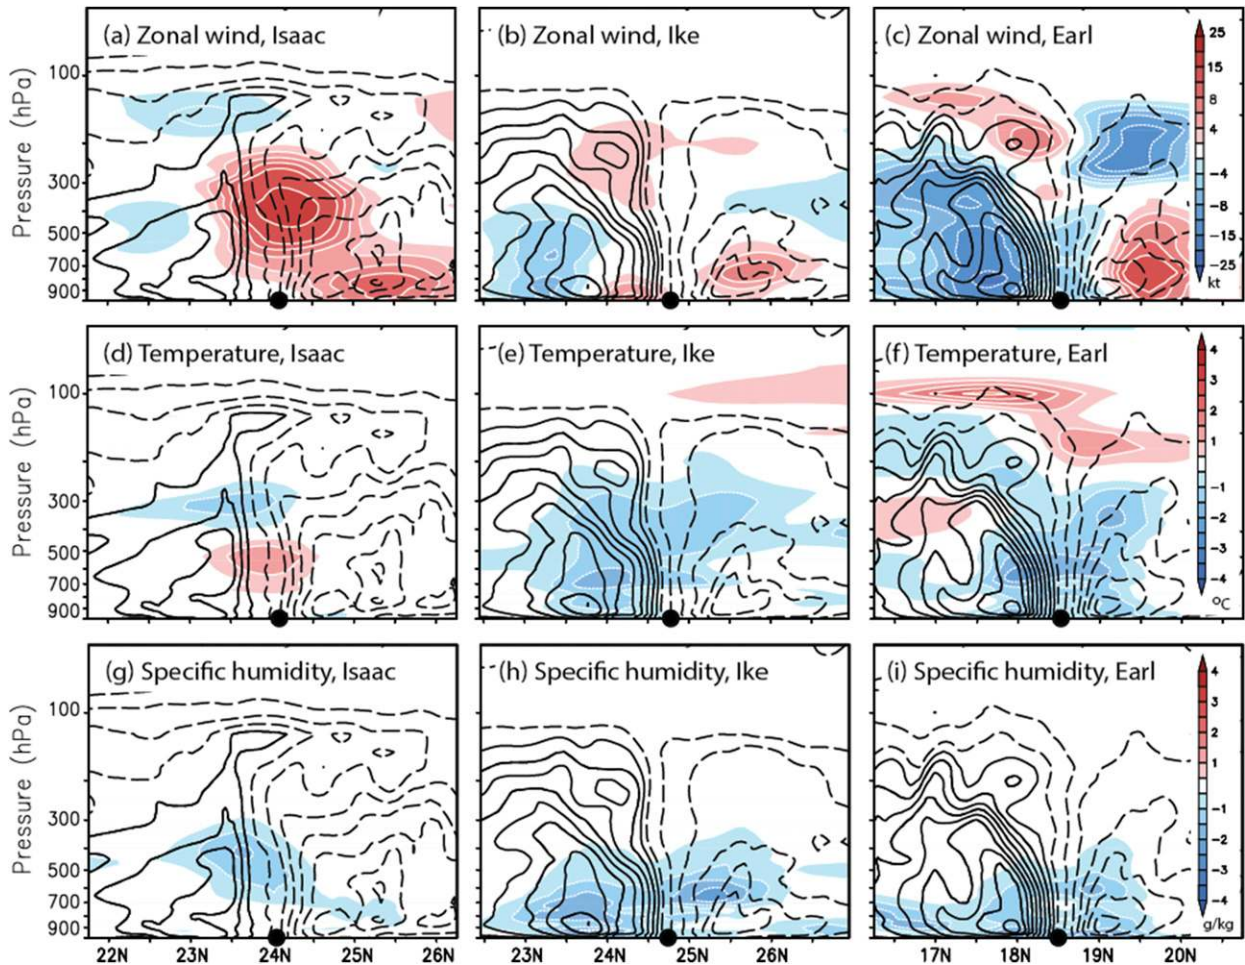 (a) Zonal wind, Isaac
(b) Zonal wind, Ike
(c) Zonal wind, Earl
Pressure (hPa)
100
300
500
700
900
25
15
8
4
−4
−8
−15
−25
kt
(d) Temperature, Isaac
(e) Temperature, Ike
(f) Temperature, Earl
Pressure (hPa)
100
300
500
700
900
4
3
2
1
−1
−2
−3
−4
°C
(g) Specific humidity, Isaac
(h) Specific humidity, Ike
(i) Specific humidity, Earl
Pressure (hPa)
100
300
500
700
900
4
3
2
1
−1
−2
−3
−4
g/kg
22N 23N 24N 25N 26N
23N 24N 25N 26N
17N 18N 19N 20N